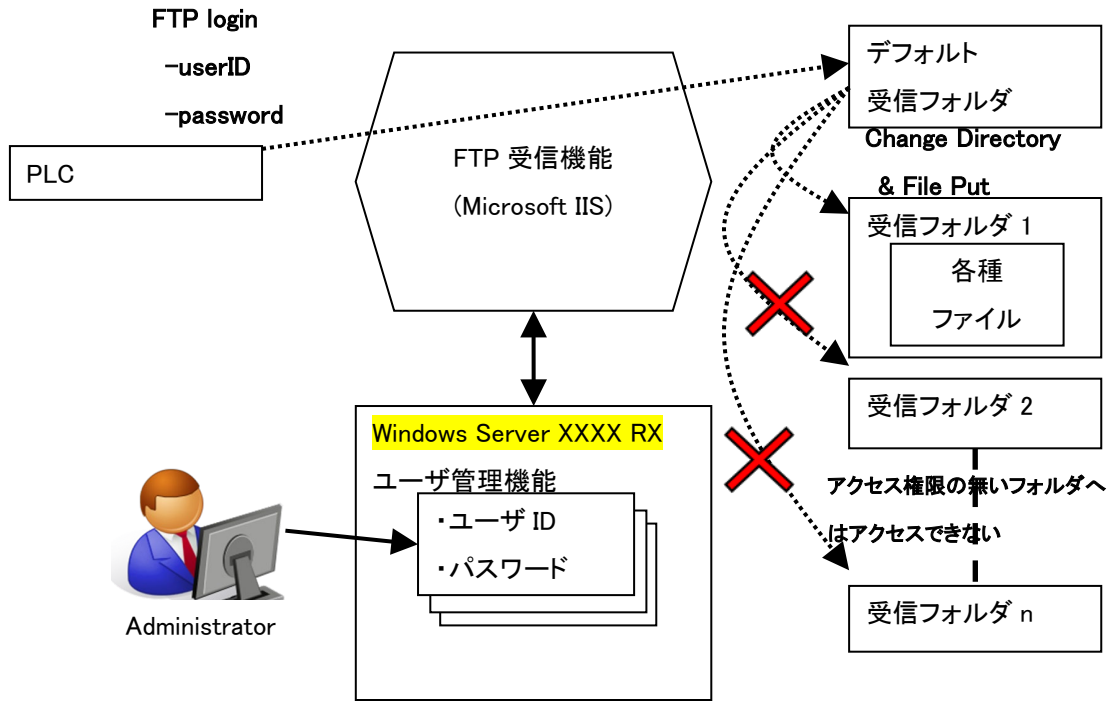 FTP login
-userID
-password
PLC
FTP 受信機能
(Microsoft IIS)
デフォルト
受信フォルダ
Change Directory
& File Put
受信フォルダ 1
各種
ファイル
受信フォルダ 2
アクセス権限の無いフォルダへ
はアクセスできない
受信フォルダ n
Windows Server XXXX RX
ユーザ管理機能
・ユーザ ID
・パスワード
Administrator